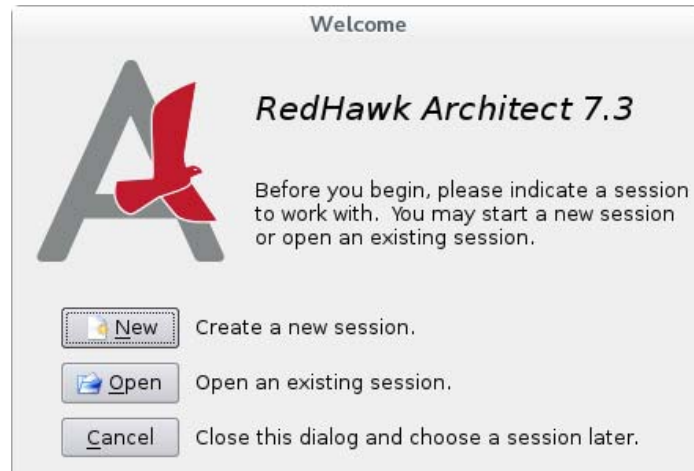 Welcome
RedHawk Architect 7.3
Before you begin, please indicate a session
to work with.  You may start a new session
or open an existing session.
New
Create a new session.
Open
Open an existing session.
Cancel
Close this dialog and choose a session later.